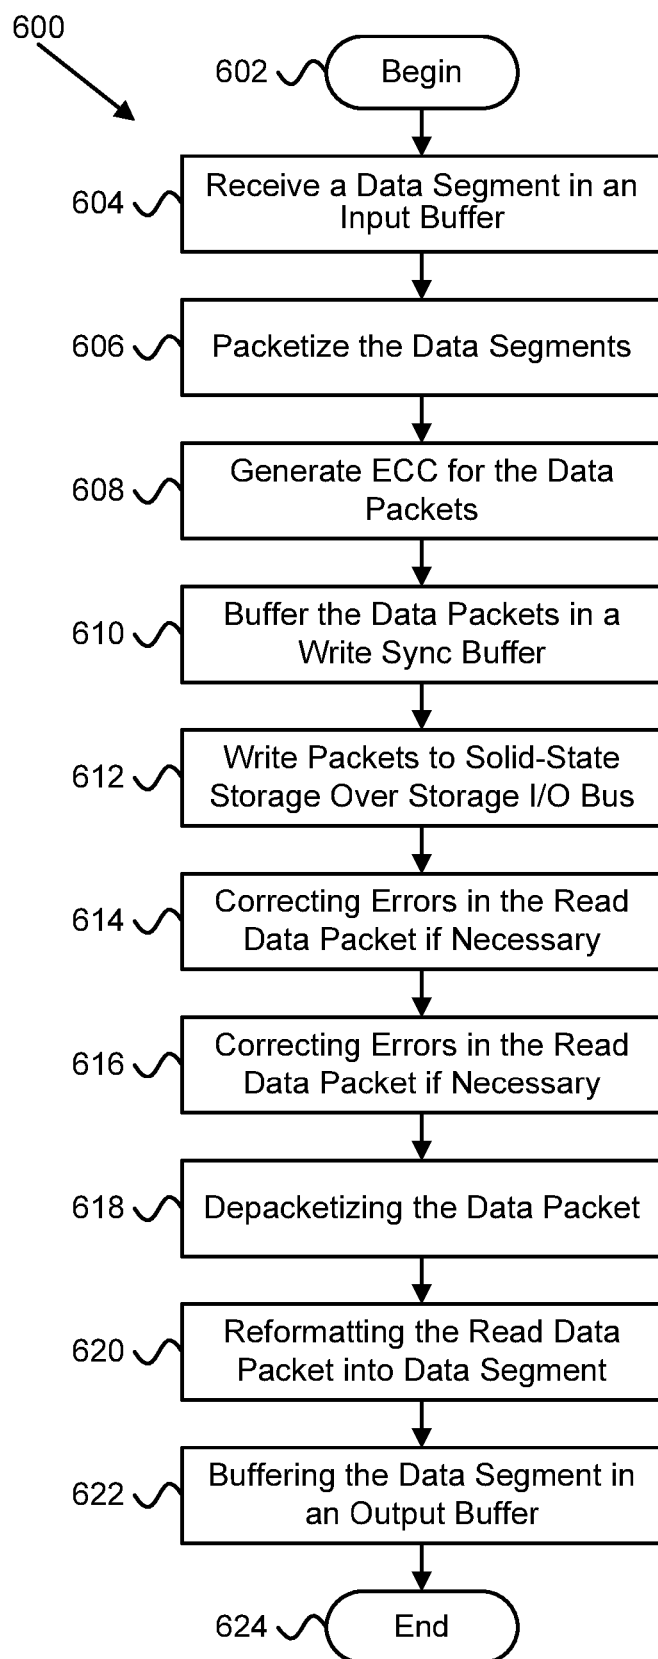 600
602
Begin
604
Receive a Data Segment in an
Input Buffer
606
Packetize the Data Segments
608
Generate ECC for the Data
Packets
610
Buffer the Data Packets in a
Write Sync Buffer
612
Write Packets to Solid-State
Storage Over Storage I/O Bus
614
Correcting Errors in the Read
Data Packet if Necessary
616
Correcting Errors in the Read
Data Packet if Necessary
618
Depacketizing the Data Packet
620
Reformatting the Read Data
Packet into Data Segment
622
Buffering the Data Segment in
an Output Buffer
624
End